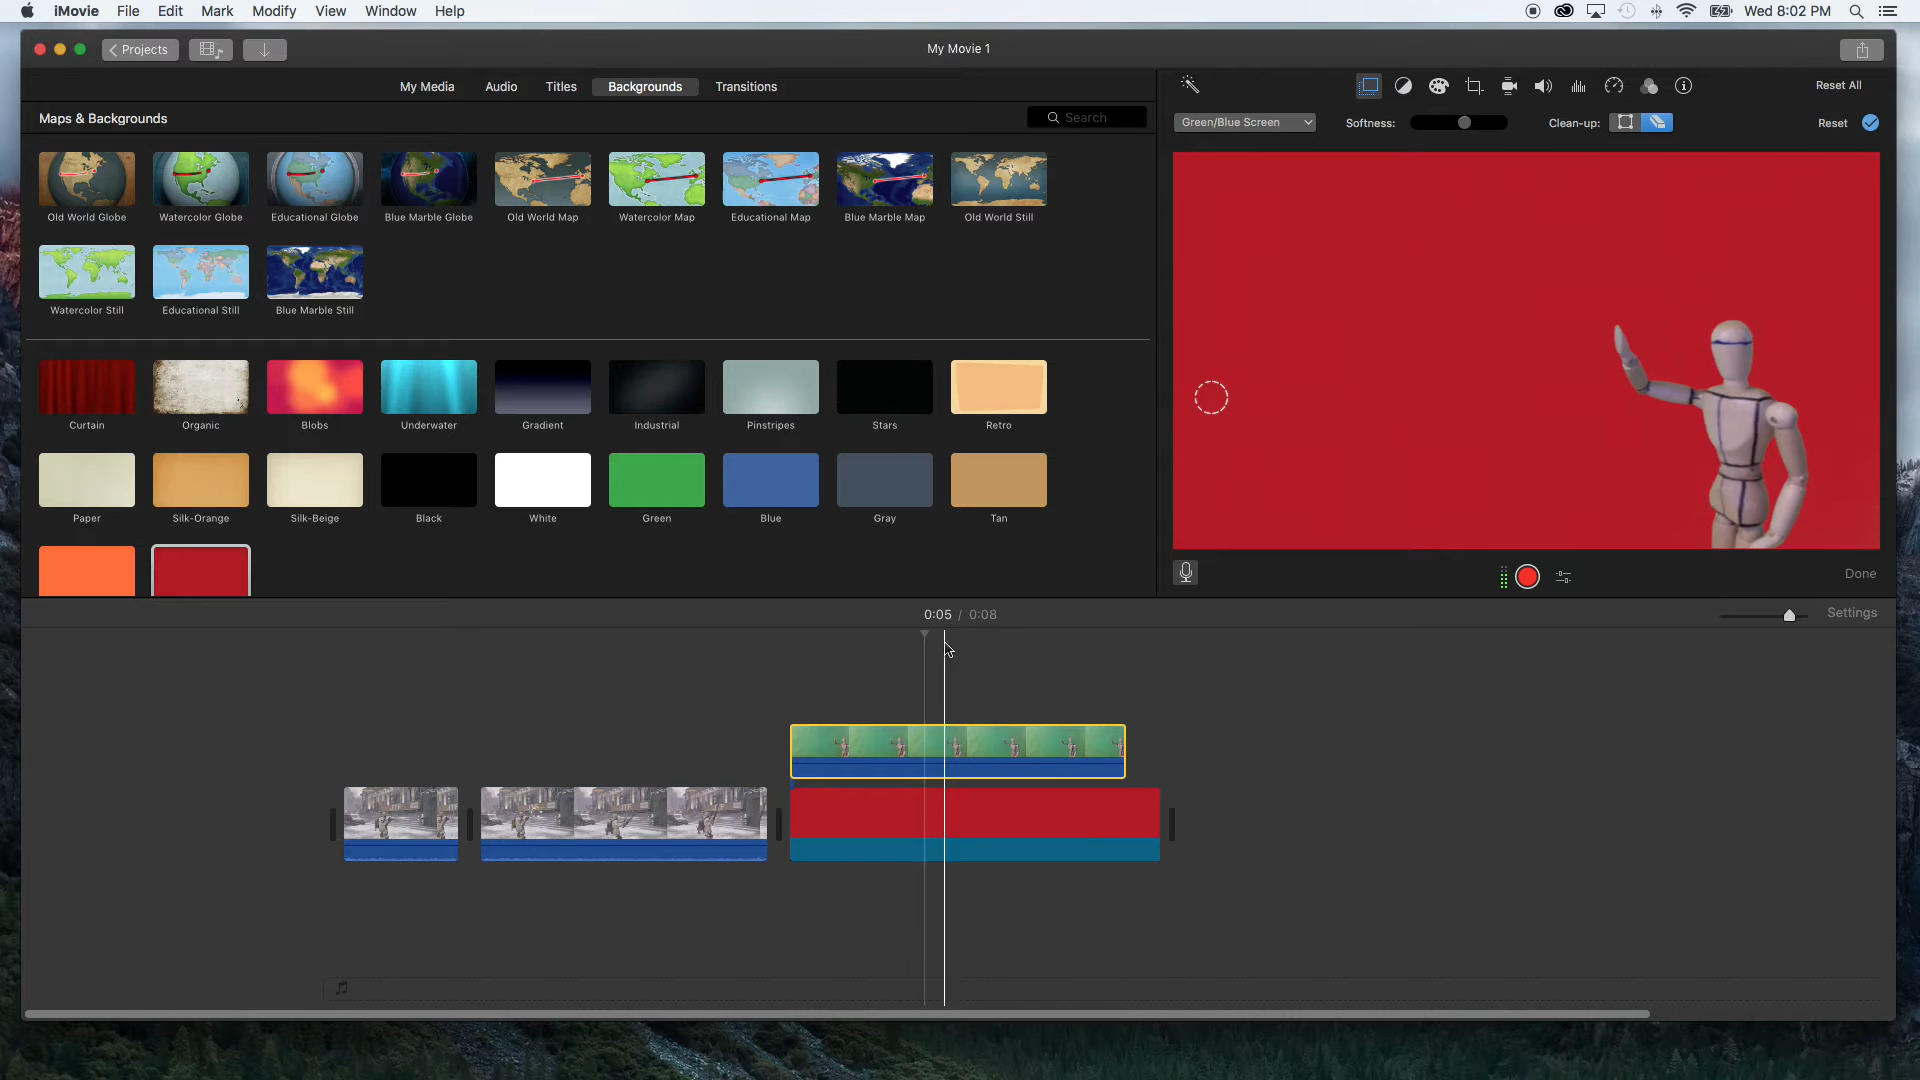 iMovie File Edit Mark Modify View Window Help Wed 8:02 PM
Projects My Movie 1
My Media Audio Titles Backgrounds Transitions Reset All
Maps & Backgrounds Search Green/Blue Screen Softness: Clean-up: Reset
Old World Globe Watercolor Globe Educational Globe Blue Marble Globe Old World Map Watercolor Map Educational Map Blue Marble Map Old World Still
Watercolor Still Educational Still Blue Marble Still
Curtain Organic Blobs Underwater Gradient Industrial Pinstripes Stars Retro
Paper Silk-Orange Silk-Beige Black White Green Blue Gray Tan
Done
0:05 / 0:08 Settings